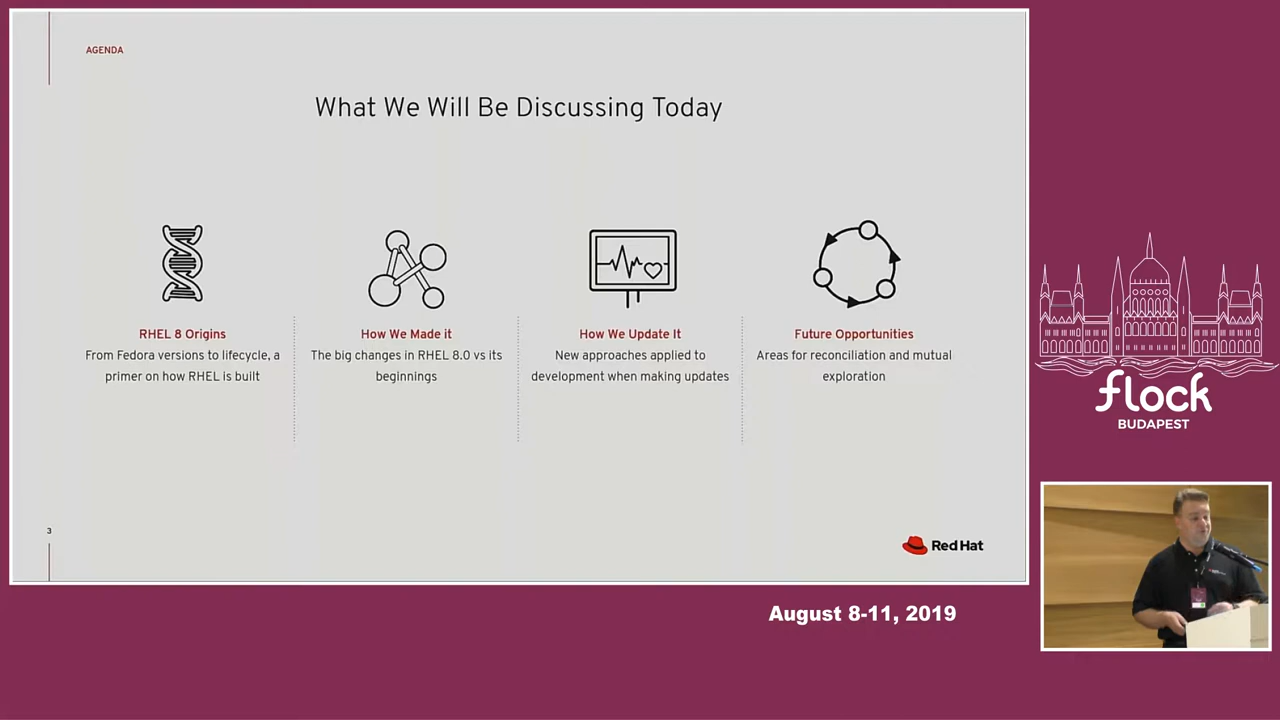 AGENDA
What We Will Be Discussing Today
RHEL 8 Origins
From Fedora versions to lifecycle, a
primer on how RHEL is built
How We Made it
The big changes in RHEL 8.0 vs its
beginnings
How We Update It
New approaches applied to
development when making updates
Future Opportunities
Areas for reconciliation and mutual
exploration
3
Red Hat
flock
BUDAPEST
August 8-11, 2019